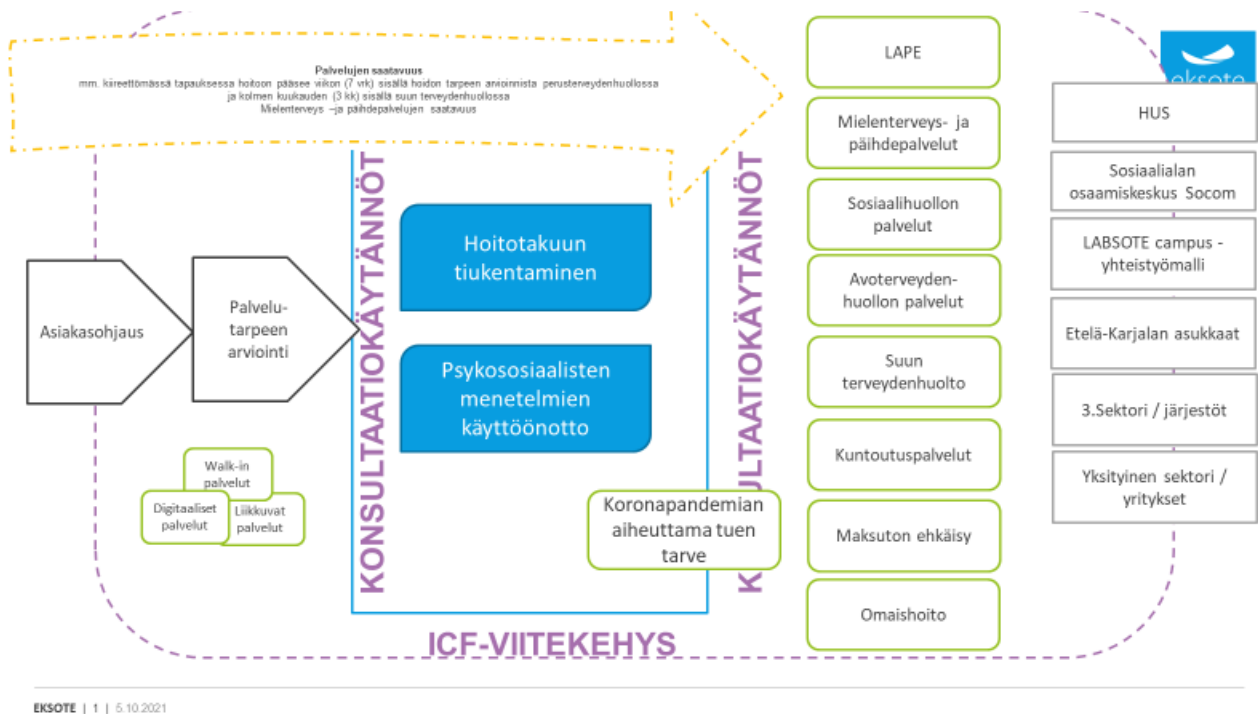 Palvelujen saatavuus
mm. kiireettömässä tapauksessa hoitoon pääsee viikon (7 vrk) sisällä hoidon tarpeen arvioinnista perusterveydenhuollossa
ja kolmen kuukauden (3 kk) sisällä suun terveydenhuollossa
Mielenterveys –ja päihdepalvelujen saatavuus
Asiakasohjaus
Palvelu-
tarpeen
arviointi
Walk-in
palvelut
Digitaaliset
palvelut
Liikkuvat
palvelut
KONSULTAATIOKÄYTÄNNÖT
Hoitotakuun
tiukentaminen
Psykososiaalisten
menetelmien
käyttöönotto
Koronapandemian
aiheuttama tuen
tarve
K ULTAATIOKÄYTÄNNÖT
ICF-VIITEKEHYS
LAPE
Mielenterveys- ja
päihdepalvelut
Sosiaalihuollon
palvelut
Avoterveyden-
huollon palvelut
Suun
terveydenhuolto
Kuntoutuspalvelut
Maksuton ehkäisy
Omaishoito
eksote
HUS
Sosiaalialan
osaamiskeskus Socom
LABSOTE campus -
yhteistyömalli
Etelä-Karjalan asukkaat
3.Sektori / järjestöt
Yksityinen sektori /
yritykset
EKSOTE | 1 | 5.10.2021